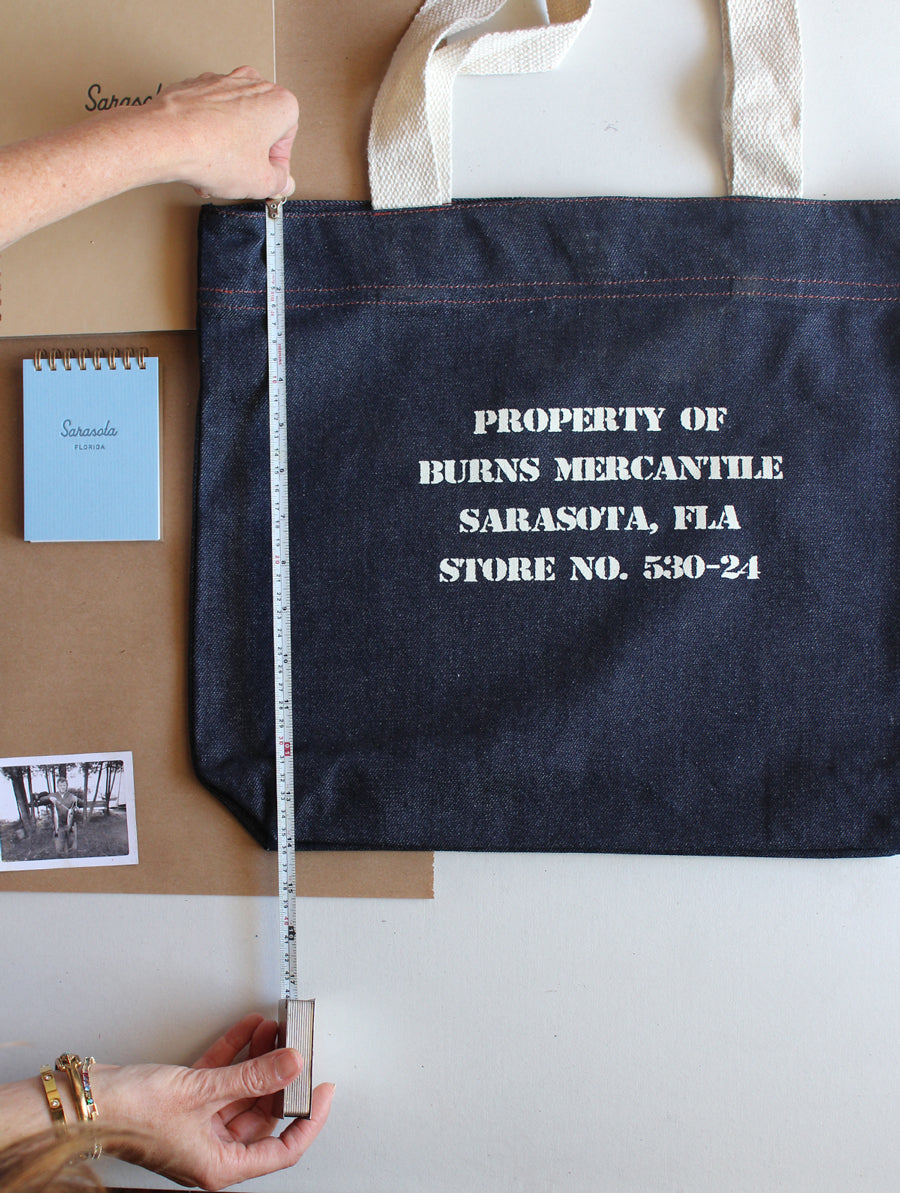 Sarasota
FLORIDA
PROPERTY OF
BURNS MERCANTILE
SARASOTA, FLA
STORE NO. 530-24